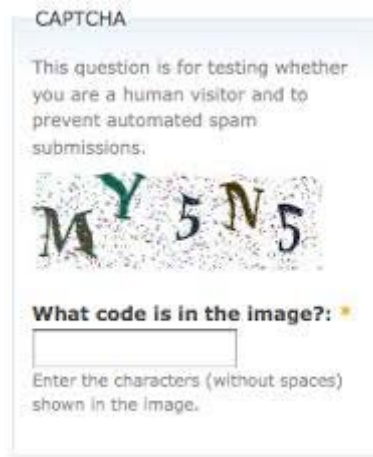 CAPTCHA
This question is for testing whether
you are a human visitor and to
prevent automated spam
submissions.
MY5N5
What code is in the image?: *
Enter the characters (without spaces)
shown in the image.